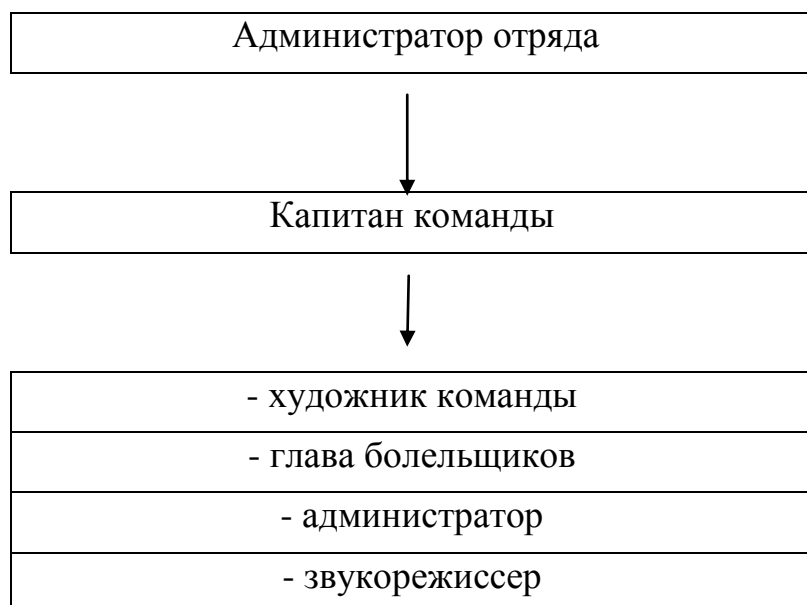 Администратор отряда
Капитан команды
- художник команды
- глава болельщиков
- администратор
- звукорежиссер